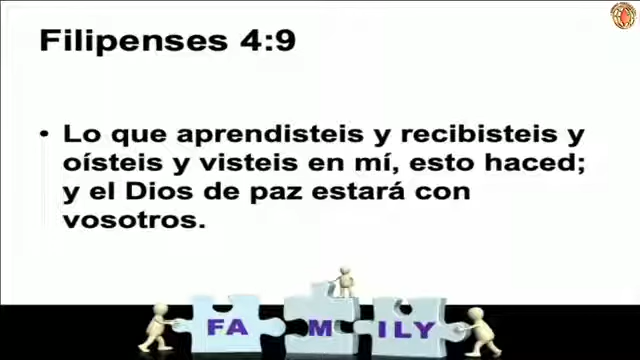 Filipenses 4:9
• Lo que aprendisteis y recibisteis y
oísteis y visteis en mí, esto haced;
y el Dios de paz estará con
vosotros.
FA M ILY